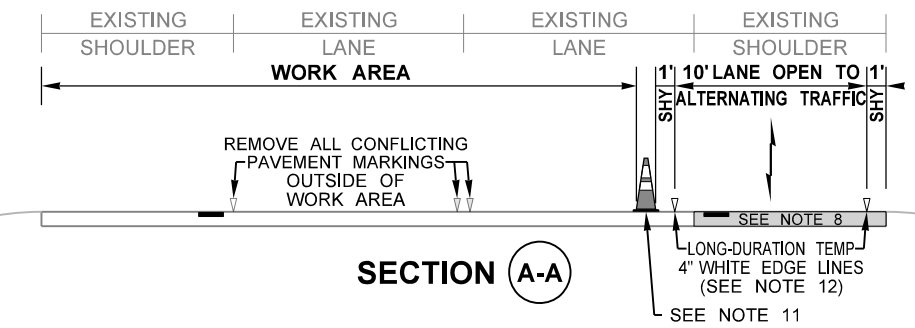 EXISTING EXISTING EXISTING EXISTING
SHOULDER LANE LANE SHOULDER
WORK AREA
1' 10' LANE OPEN TO 1'
SHY ALTERNATING TRAFFIC SHY
REMOVE ALL CONFLICTING
PAVEMENT MARKINGS
OUTSIDE OF
WORK AREA
SEE NOTE 8
LONG-DURATION TEMP
4" WHITE EDGE LINES
(SEE NOTE 12)
SECTION A-A
SEE NOTE 11